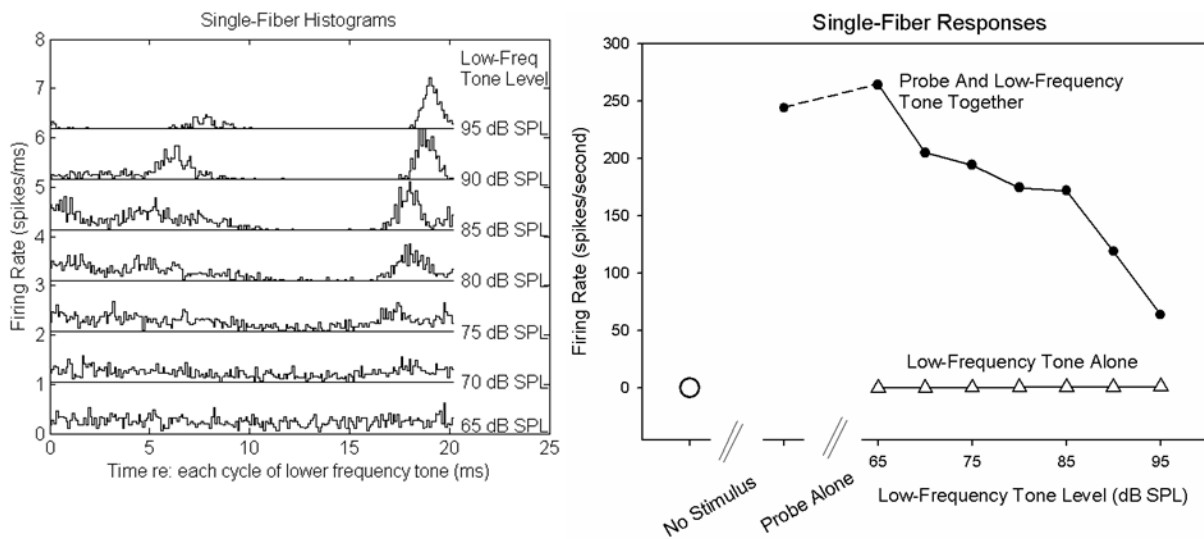 Single-Fiber Histograms
8
7
6
5
4
3
2
1
0
Firing Rate (spikes/ms)
Low-Freq
Tone Level
95 dB SPL
90 dB SPL
85 dB SPL
80 dB SPL
75 dB SPL
70 dB SPL
65 dB SPL
0 5 10 15 20 25
Time re: each cycle of lower frequency tone (ms)
Single-Fiber Responses
300
250
200
150
100
50
0
Firing Rate (spikes/second)
Probe And Low-Frequency
Tone Together
Low-Frequency Tone Alone
No Stimulus
Probe Alone
65 75 85 95
Low-Frequency Tone Level (dB SPL)